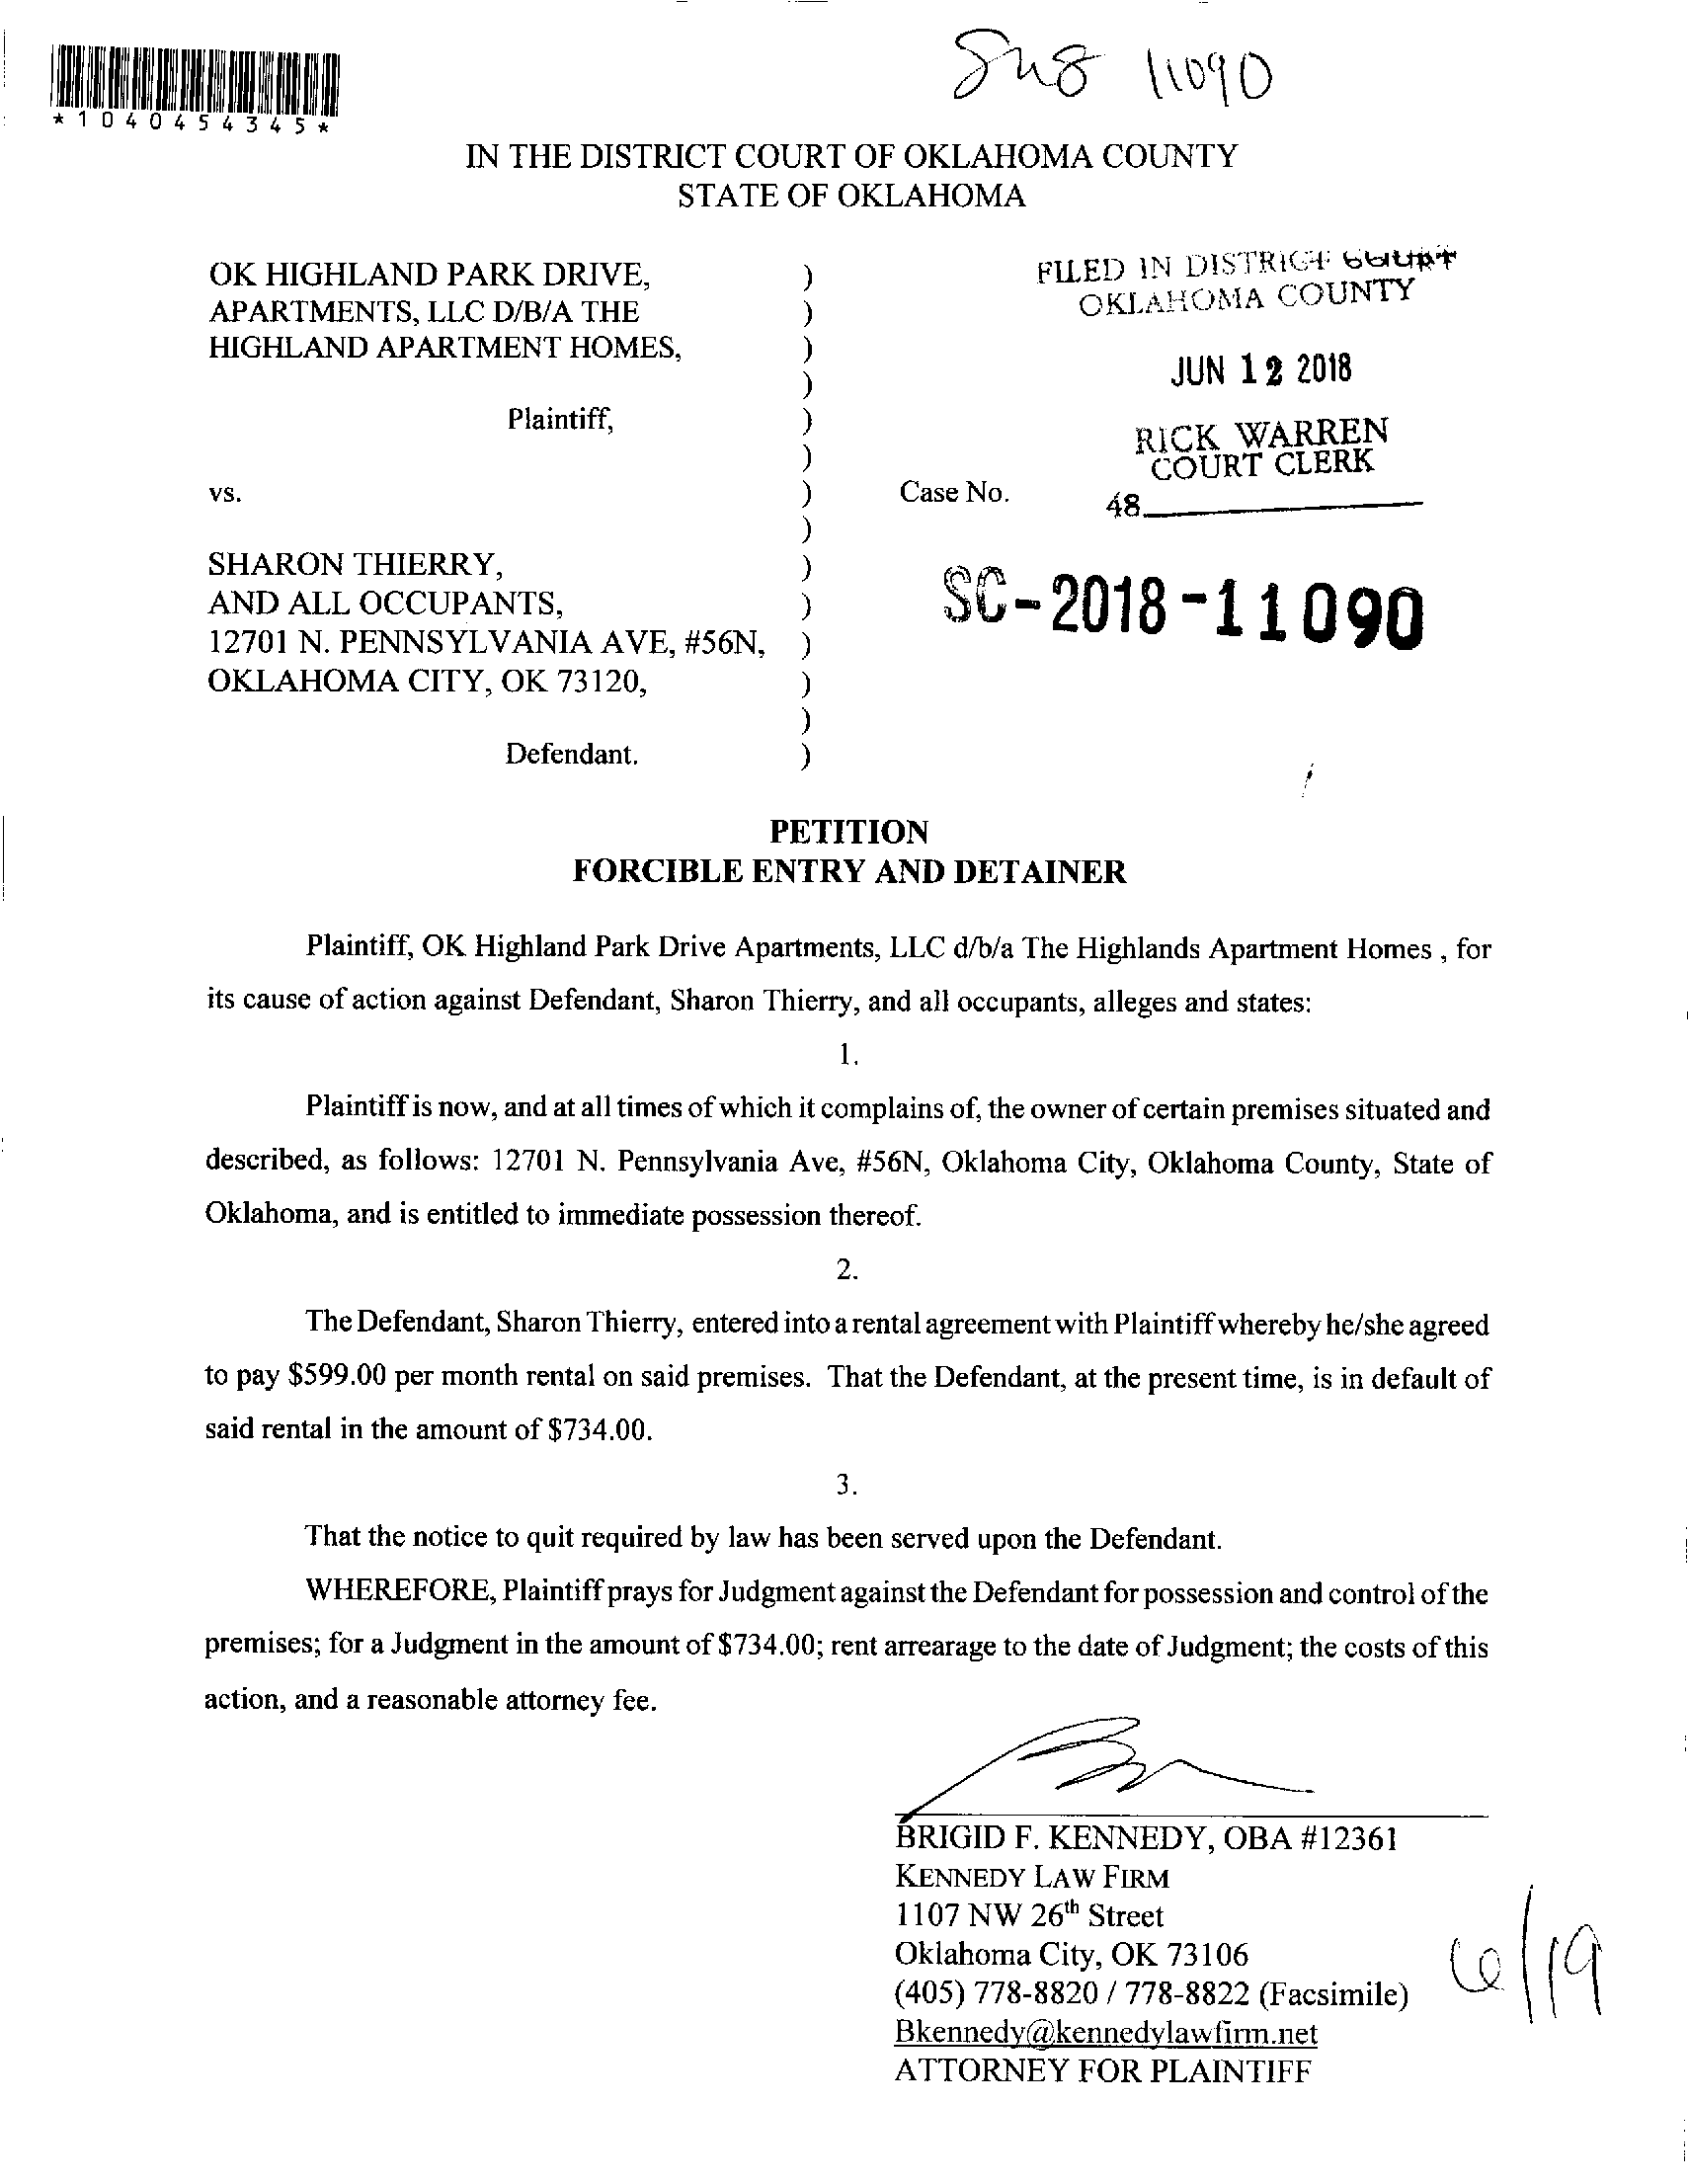 11090
*1040454345*
IN THE DISTRICT COURT OF OKLAHOMA COUNTY
STATE OF OKLAHOMA
OK HIGHLAND PARK DRIVE, )
APARTMENTS, LLC D/B/A THE )
HIGHLAND APARTMENT HOMES, )
)
Plaintiff, )
)
vs. )
)
SHARON THIERRY, )
AND ALL OCCUPANTS, )
12701 N. PENNSYLVANIA AVE, #56N, )
OKLAHOMA CITY, OK 73120, )
)
Defendant. )
FILED IN DISTRICT COURT
OKLAHOMA COUNTY
JUN 12 2018
RICK WARREN
COURT CLERK
Case No. 48
SC-2018-11090
PETITION
FORCIBLE ENTRY AND DETAINER
Plaintiff, OK Highland Park Drive Apartments, LLC d/b/a The Highlands Apartment Homes , for
its cause of action against Defendant, Sharon Thierry, and all occupants, alleges and states:
1.
Plaintiff is now, and at all times of which it complains of, the owner of certain premises situated and
described, as follows: 12701 N. Pennsylvania Ave, #56N, Oklahoma City, Oklahoma County, State of
Oklahoma, and is entitled to immediate possession thereof.
2.
The Defendant, Sharon Thierry, entered into a rental agreement with Plaintiff whereby he/she agreed
to pay $599.00 per month rental on said premises. That the Defendant, at the present time, is in default of
said rental in the amount of $734.00.
3.
That the notice to quit required by law has been served upon the Defendant.
WHEREFORE, Plaintiff prays for Judgment against the Defendant for possession and control of the
premises; for a Judgment in the amount of $734.00; rent arrearage to the date of Judgment; the costs of this
action, and a reasonable attorney fee.
BRIGID F. KENNEDY, OBA #12361
KENNEDY LAW FIRM
1107 NW 26th Street
Oklahoma City, OK 73106
(405) 778-8820 / 778-8822 (Facsimile)
Bkennedy@kennedylawfirm.net
ATTORNEY FOR PLAINTIFF
6/19